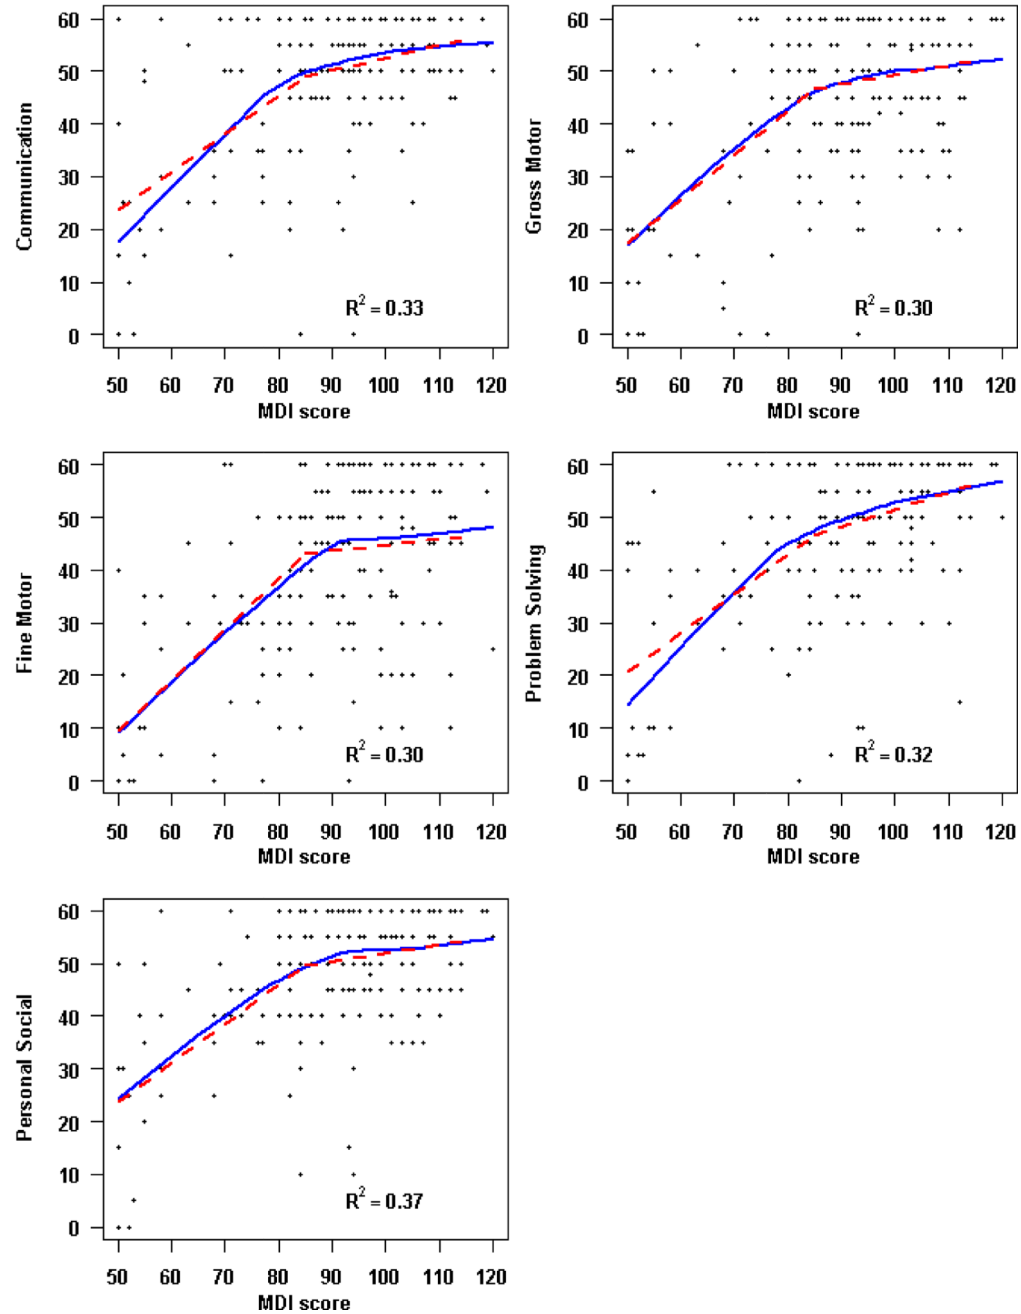 60
50
40
30
20
10
0
Communication
R² = 0.33
50 60 70 80 90 100 110 120
MDI score
60
50
40
30
20
10
0
Gross Motor
R² = 0.30
50 60 70 80 90 100 110 120
MDI score
60
50
40
30
20
10
0
Fine Motor
R² = 0.30
50 60 70 80 90 100 110 120
MDI score
60
50
40
30
20
10
0
Problem Solving
R² = 0.32
50 60 70 80 90 100 110 120
MDI score
60
50
40
30
20
10
0
Personal Social
R² = 0.37
50 60 70 80 90 100 110 120
MDI score